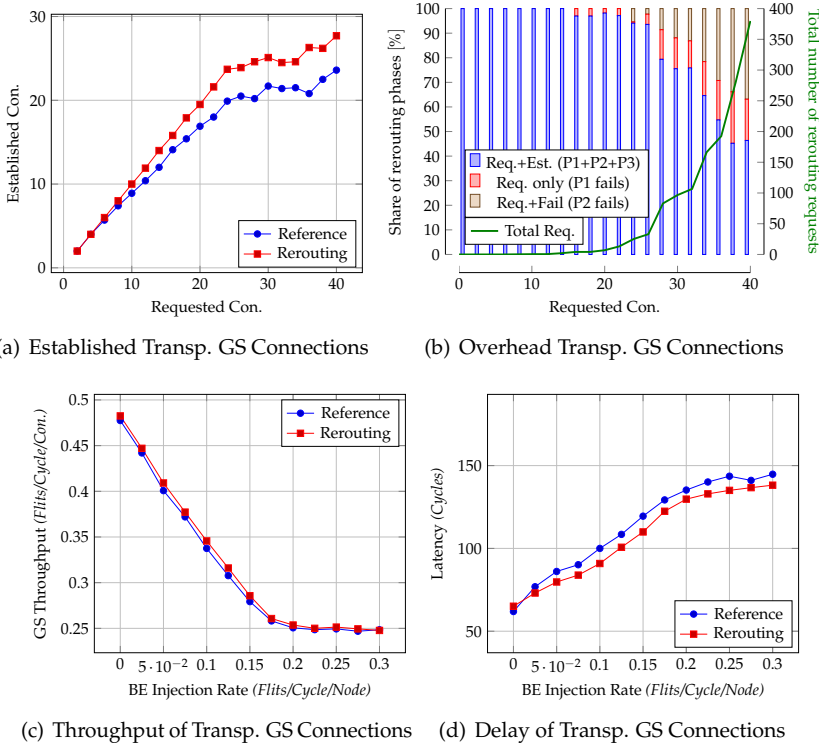 30
20
10
0
Established Con.
0
10
20
30
40
Requested Con.
Reference
Rerouting
(a) Established Transp. GS Connections
100
90
80
70
60
50
40
30
20
10
0
Share of rerouting phases [%]
400
350
300
250
200
150
100
50
0
Total number of
rerouting requests
Req.+Est. (P1+P2+P3)
Req. only (P1 fails)
Req.+Fail (P2 fails)
Total Req.
0
10
20
30
40
Requested Con.
(b) Overhead Transp. GS Connections
0.5
0.45
0.4
0.35
0.3
0.25
GS Throughput (Flits/Cycle/Con.)
Reference
Rerouting
0
5 · 10⁻²
0.1
0.15
0.2
0.25
0.3
BE Injection Rate (Flits/Cycle/Node)
(c) Throughput of Transp. GS Connections
150
100
50
Latency (Cycles)
Reference
Rerouting
0
5 · 10⁻²
0.1
0.15
0.2
0.25
0.3
BE Injection Rate (Flits/Cycle/Node)
(d) Delay of Transp. GS Connections